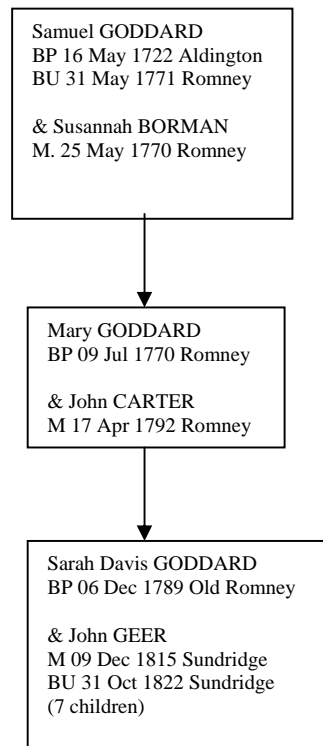 Samuel GODDARD
BP 16 May 1722 Aldington
BU 31 May 1771 Romney
& Susannah BORMAN
M. 25 May 1770 Romney
Mary GODDARD
BP 09 Jul 1770 Romney
& John CARTER
M 17 Apr 1792 Romney
Sarah Davis GODDARD
BP 06 Dec 1789 Old Romney
& John GEER
M 09 Dec 1815 Sundridge
BU 31 Oct 1822 Sundridge
(7 children)